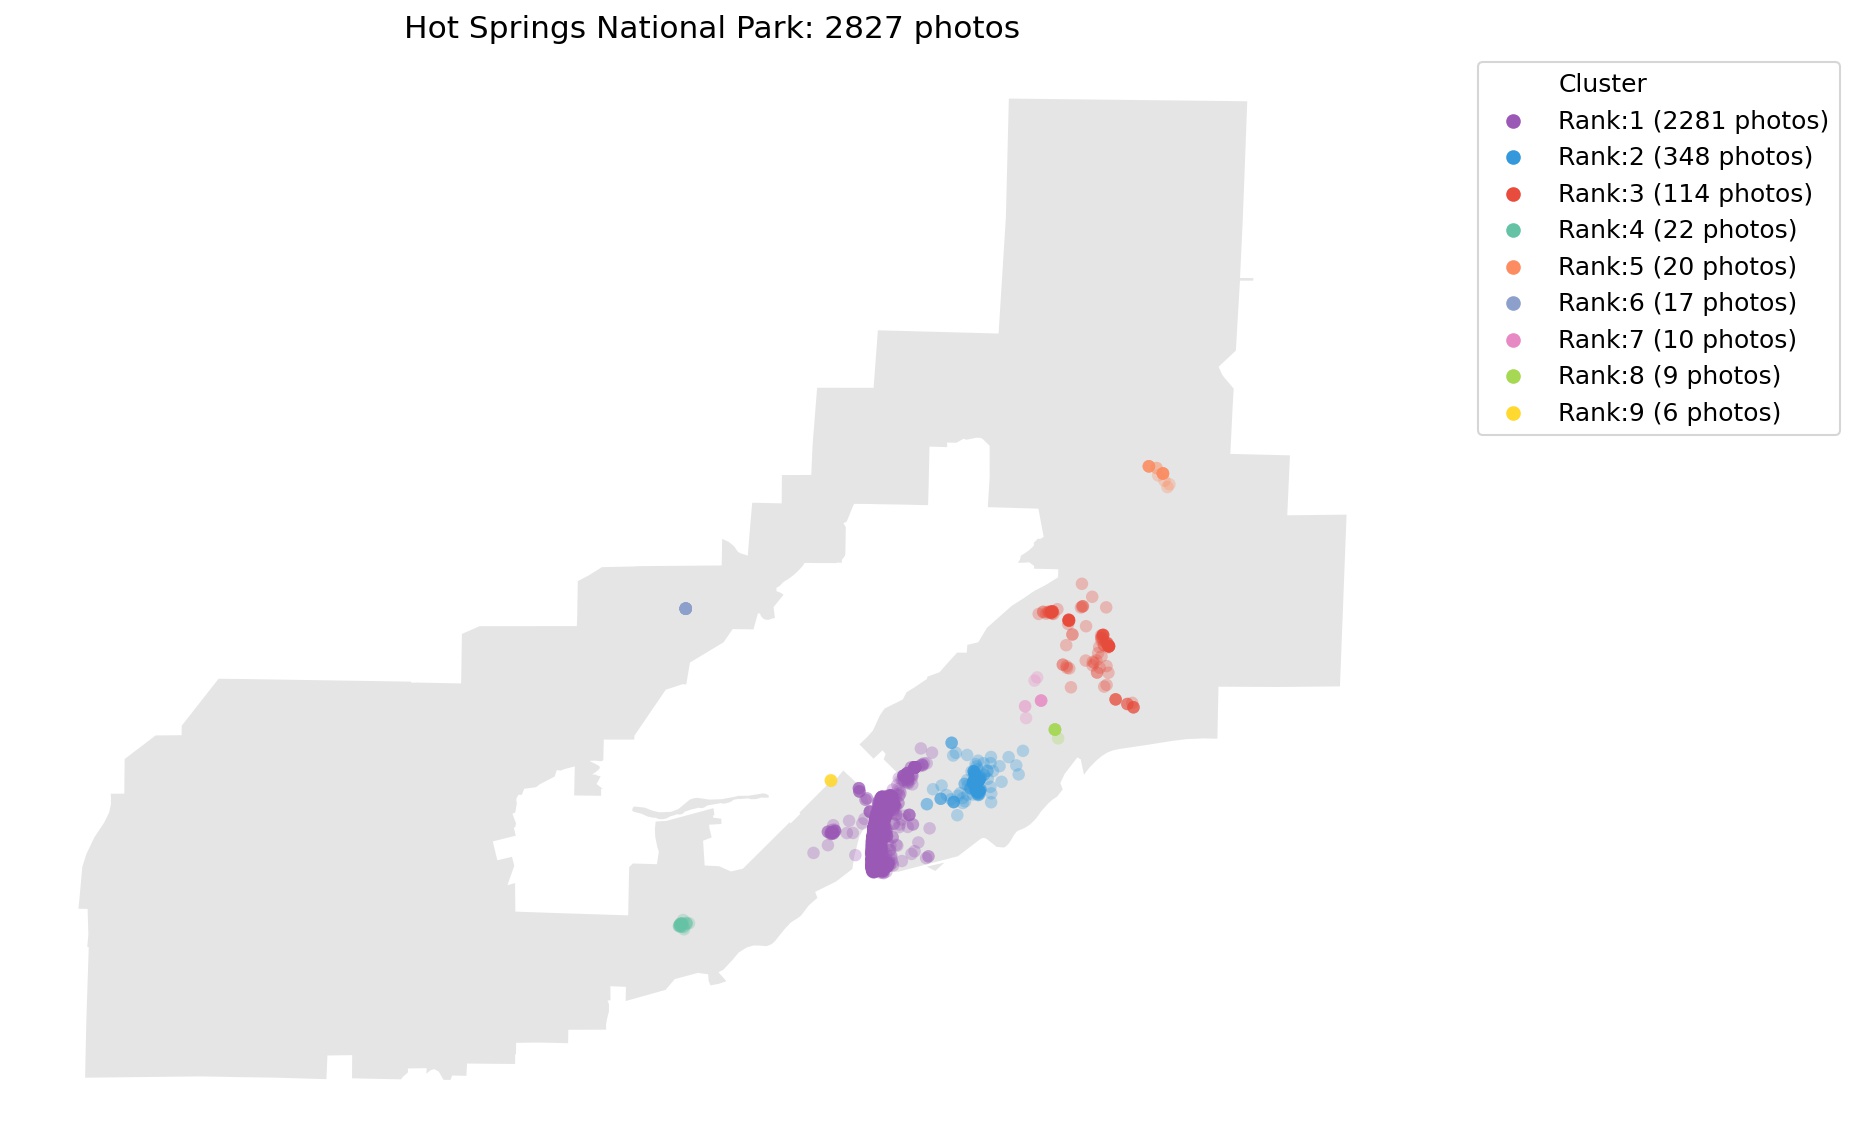 Hot Springs National Park: 2827 photos
Cluster
Rank:1 (2281 photos)
Rank:2 (348 photos)
Rank:3 (114 photos)
Rank:4 (22 photos)
Rank:5 (20 photos)
Rank:6 (17 photos)
Rank:7 (10 photos)
Rank:8 (9 photos)
Rank:9 (6 photos)